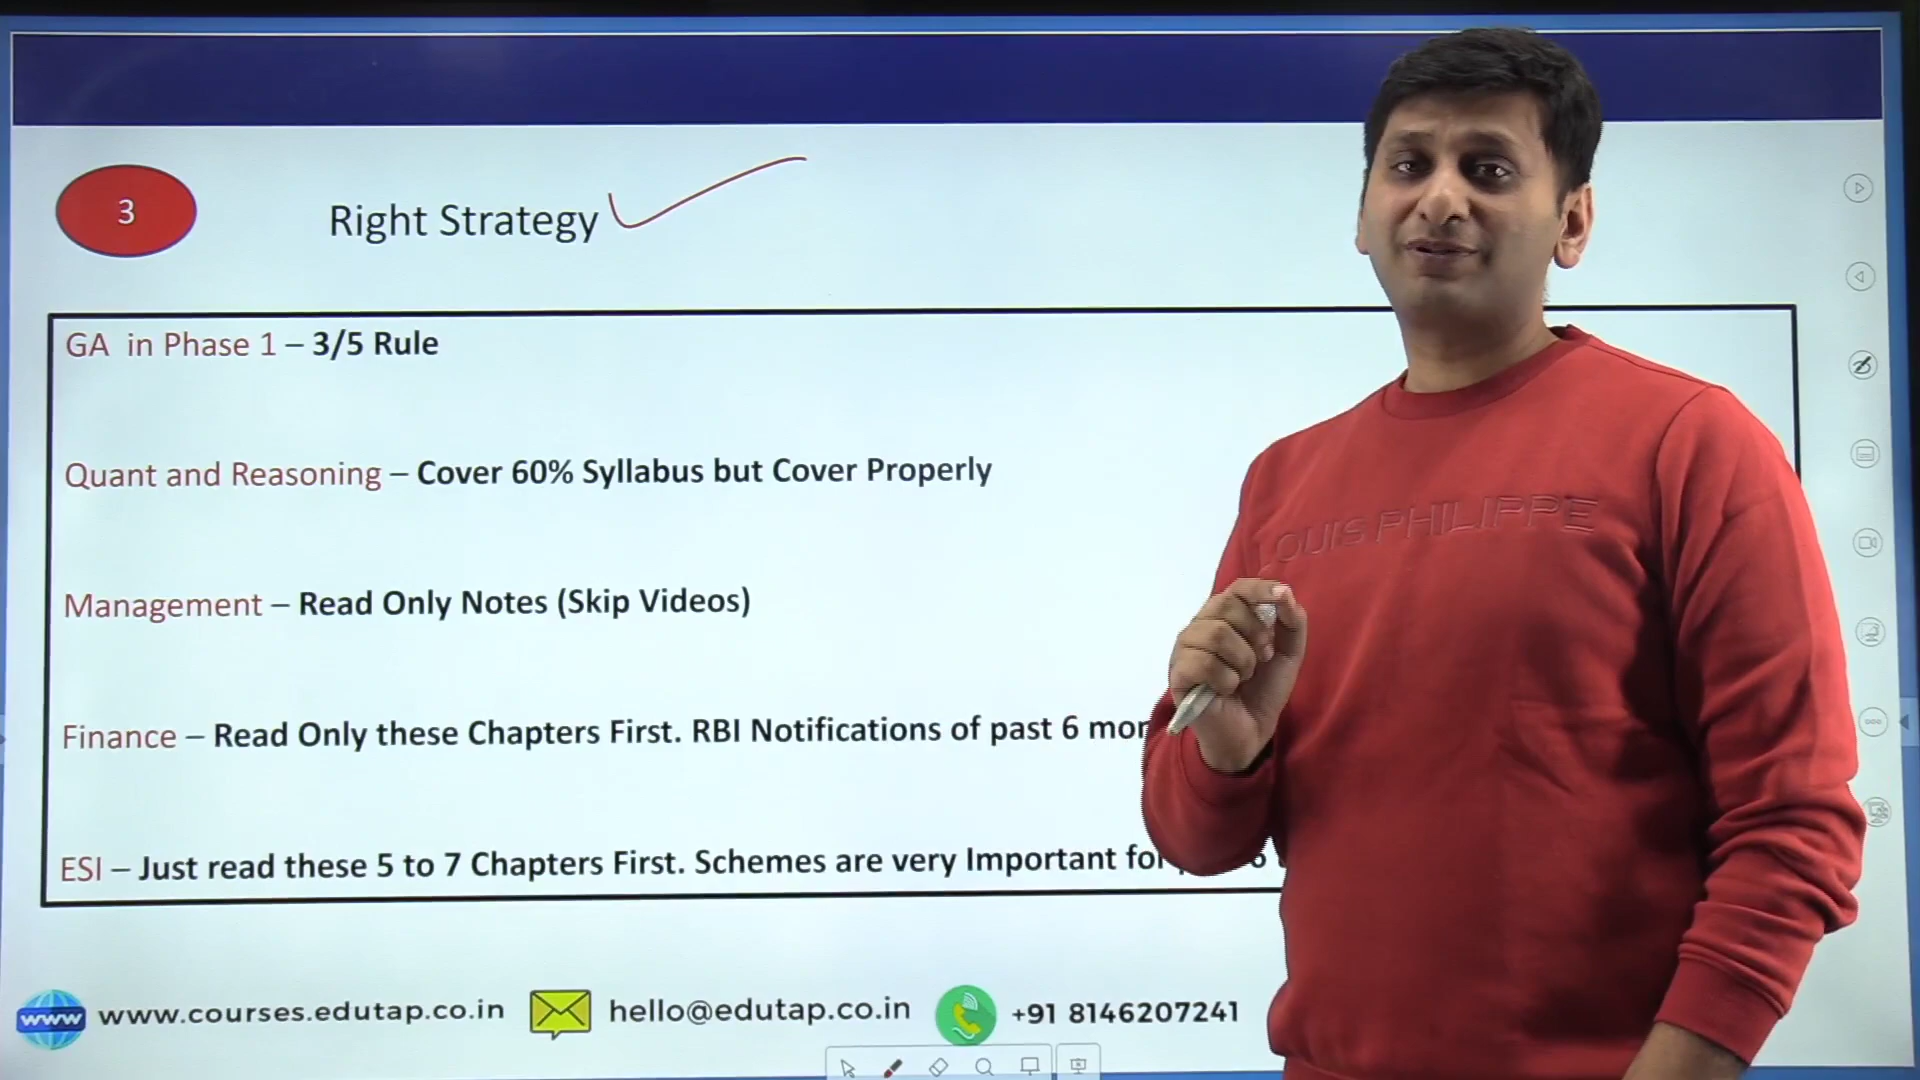 3
Right Strategy
GA in Phase 1 – 3/5 Rule
Quant and Reasoning – Cover 60% Syllabus but Cover Properly
Management – Read Only Notes (Skip Videos)
Finance – Read Only these Chapters First. RBI Notifications of past 6
ESI – Just read these 5 to 7 Chapters First. Schemes are very Important for
LOUIS PHILIPPE
www www.courses.edutap.co.in hello@edutap.co.in +91 8146207241